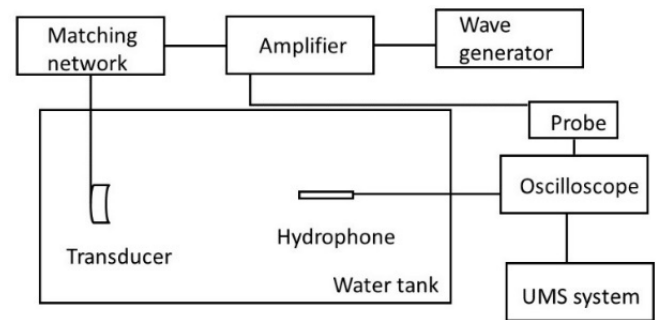 Matching
network
Amplifier
Wave
generator
Probe
Oscilloscope
Hydrophone
Transducer
Water tank
UMS system